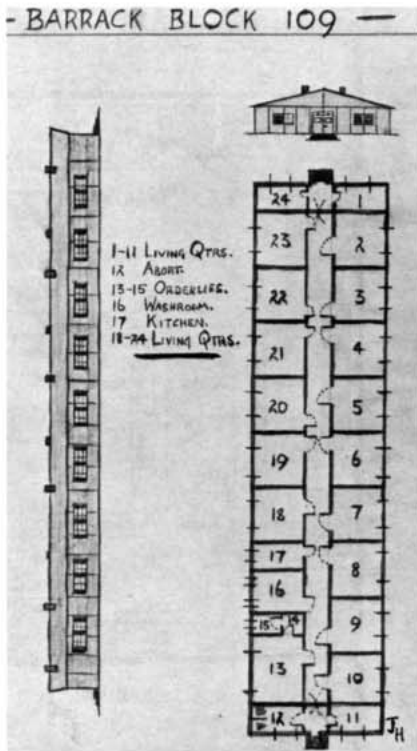 - BARRACK BLOCK 109 —
1-11 LIVING QTRS.
12 ABORT.
13-15 ORDERLIES.
16 WASHROOM.
17 KITCHEN.
18-24 LIVING QTRS.
24 1
23 2
22 3
21 4
20 5
19 6
18 7
17 8
16
15 14 9
13 10
12 11
JH